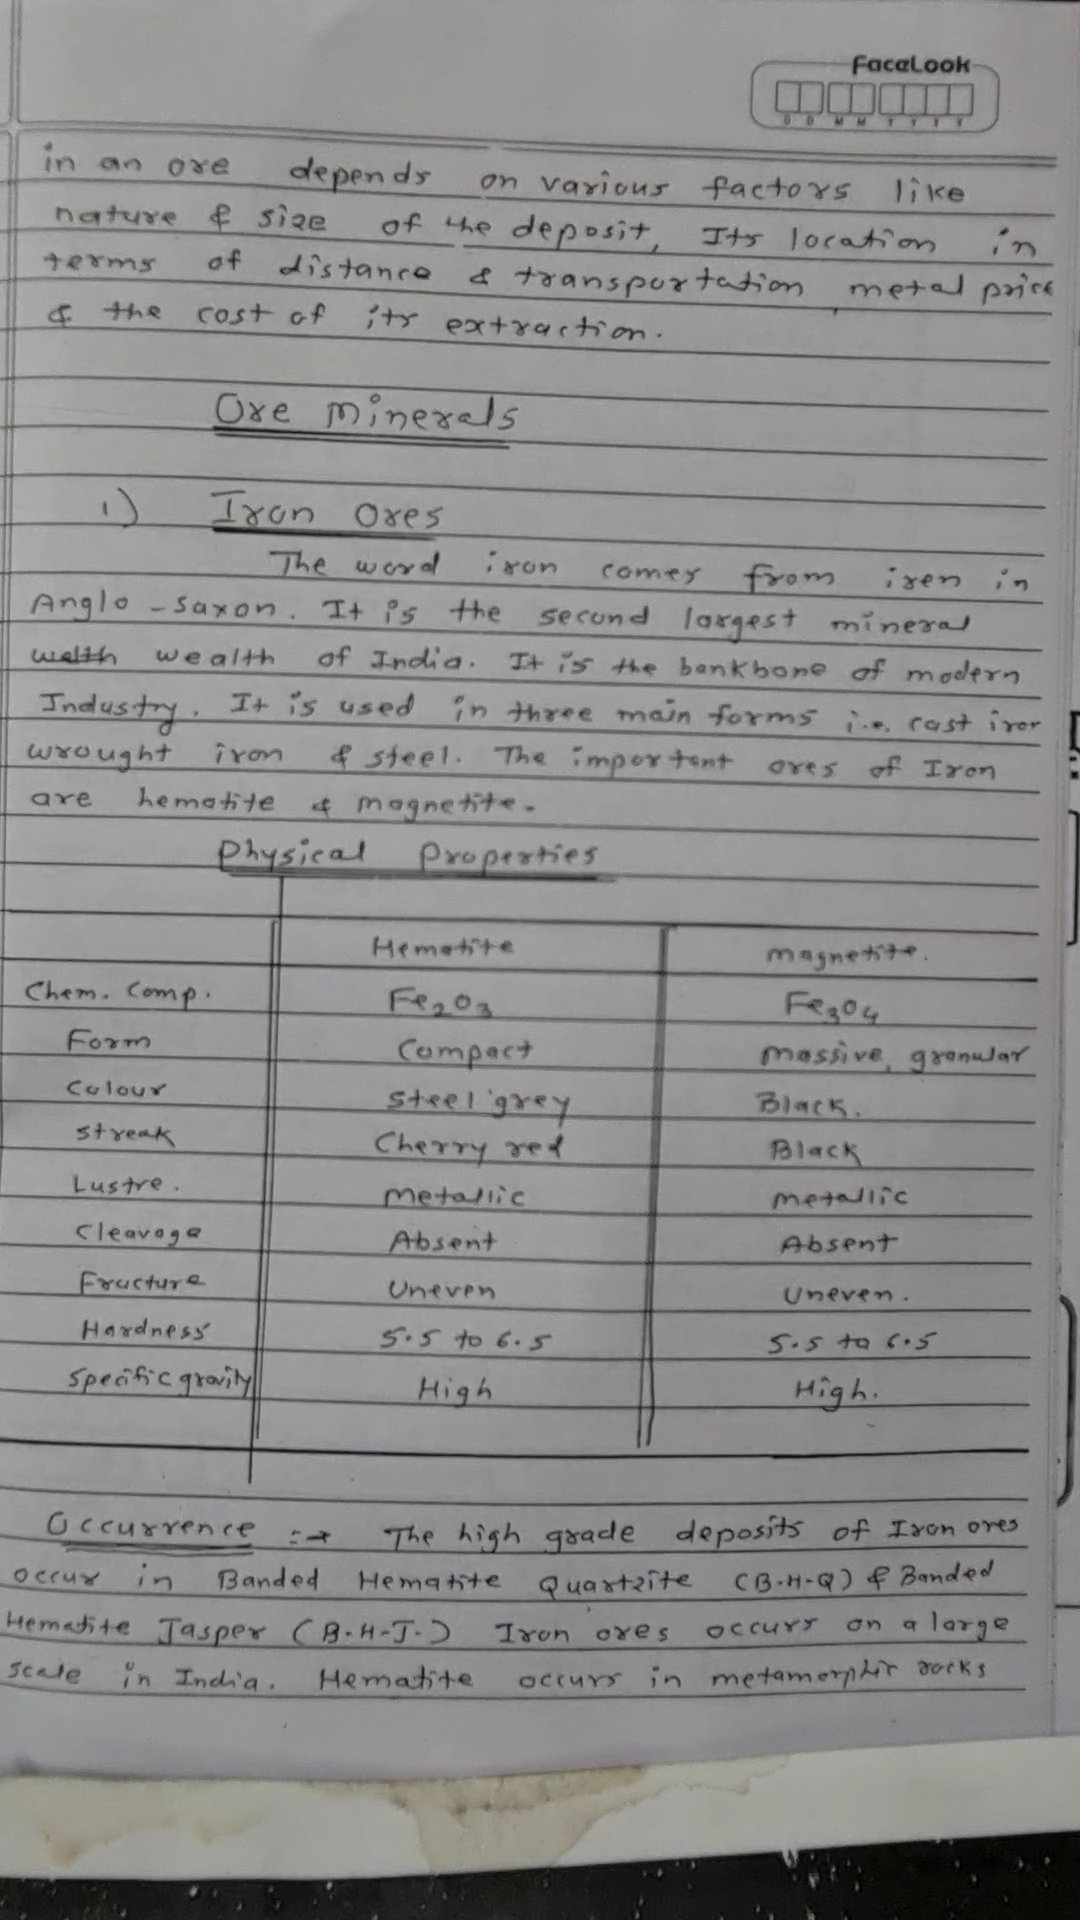 FaceLook
D D M M Y Y Y Y
in an ore depends on various factors like
nature & size of the deposit, Its location in
terms of distance & transportation, metal price
& the cost of its extraction.
Ore Minerals
1) Iron Ores
The word iron comes from iren in
Anglo-saxon. It is the second largest mineral
welth wealth of India. It is the bankbone of modern
Industry. It is used in three main forms i.e. cast iron
wrought iron & steel. The important ores of Iron
are hematite & magnetite.
Physical Properties
Hematite magnetite.
Chem. Comp. Fe2O3 Fe3O4
Form Compact Massive, granular
Colour Steel grey Black.
Streak Cherry red Black
Lustre. Metallic metallic
Cleavage Absent Absent
Fracture Uneven Uneven.
Hardness 5.5 to 6.5 5.5 to 6.5
Specific gravity High High.
Occurrence :→ The high grade deposits of Iron ores
occur in Banded Hematite Quartzite (B.H.Q) & Banded
Hematite Jasper (B.H.J.) Iron ores occurs on a large
scale in India. Hematite occurs in metamorphic rocks